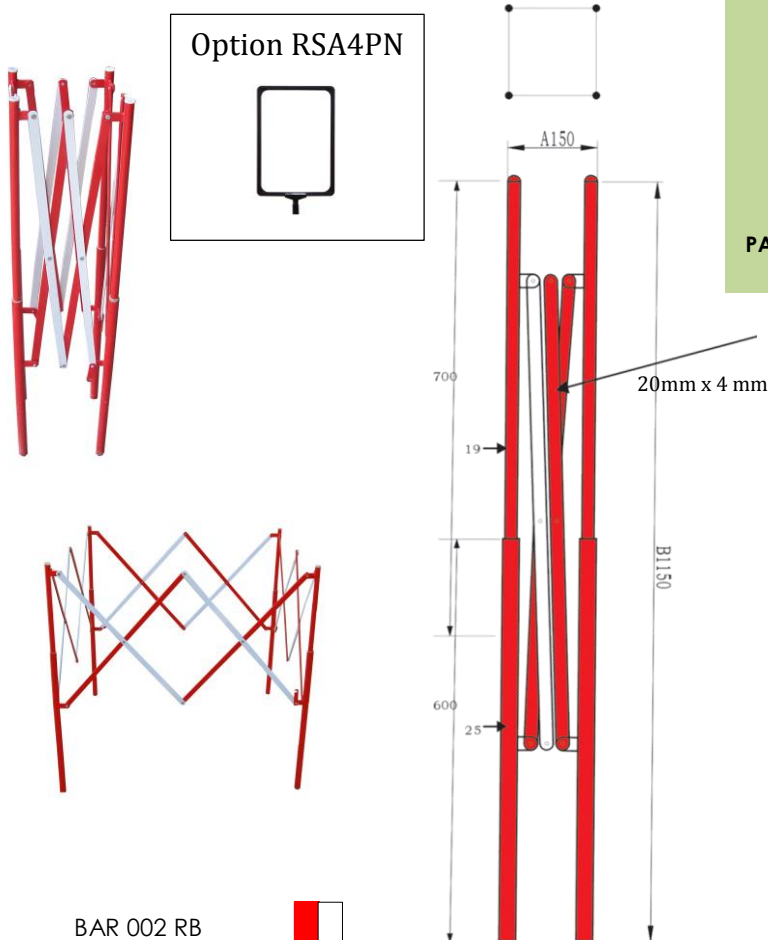 Option RSA4PN
A150
PA
700
20mm x 4 mm
19
B1150
600
25
BAR 002 RB